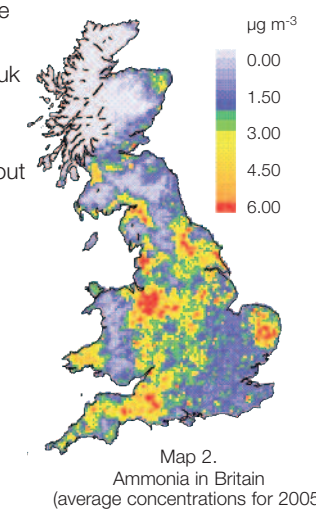 e
uk
out
µg m-3
0.00
1.50
3.00
4.50
6.00
Map 2.
Ammonia in Britain
(average concentrations for 2005